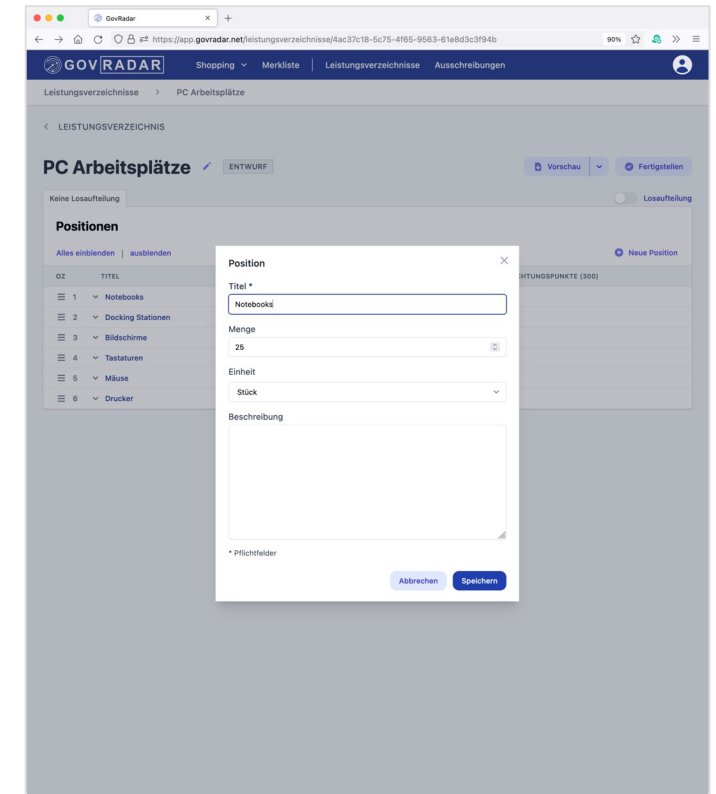 GovRadar
https://app.govradar.net/leistungsverzeichnisse/4ac37c18-5c75-4f65-9563-61e8d3c3f94b 90%
GOVRADAR Shopping Merkliste | Leistungsverzeichnisse Ausschreibungen
Leistungsverzeichnisse > PC Arbeitsplätze
< LEISTUNGSVERZEICHNIS
PC Arbeitsplätze ENTWURF Vorschau Fertigstellen
Keine Losaufteilung Losaufteilung
Positionen
Alles einblenden | ausblenden Neue Position
OZ TITEL CHTUNGSPUNKTE (300)
1 Notebooks
2 Docking Stationen
3 Bildschirme
4 Tastaturen
5 Mäuse
6 Drucker
Position
Titel *
Notebooks
Menge
25
Einheit
Stück
Beschreibung
* Pflichtfelder
Abbrechen Speichern